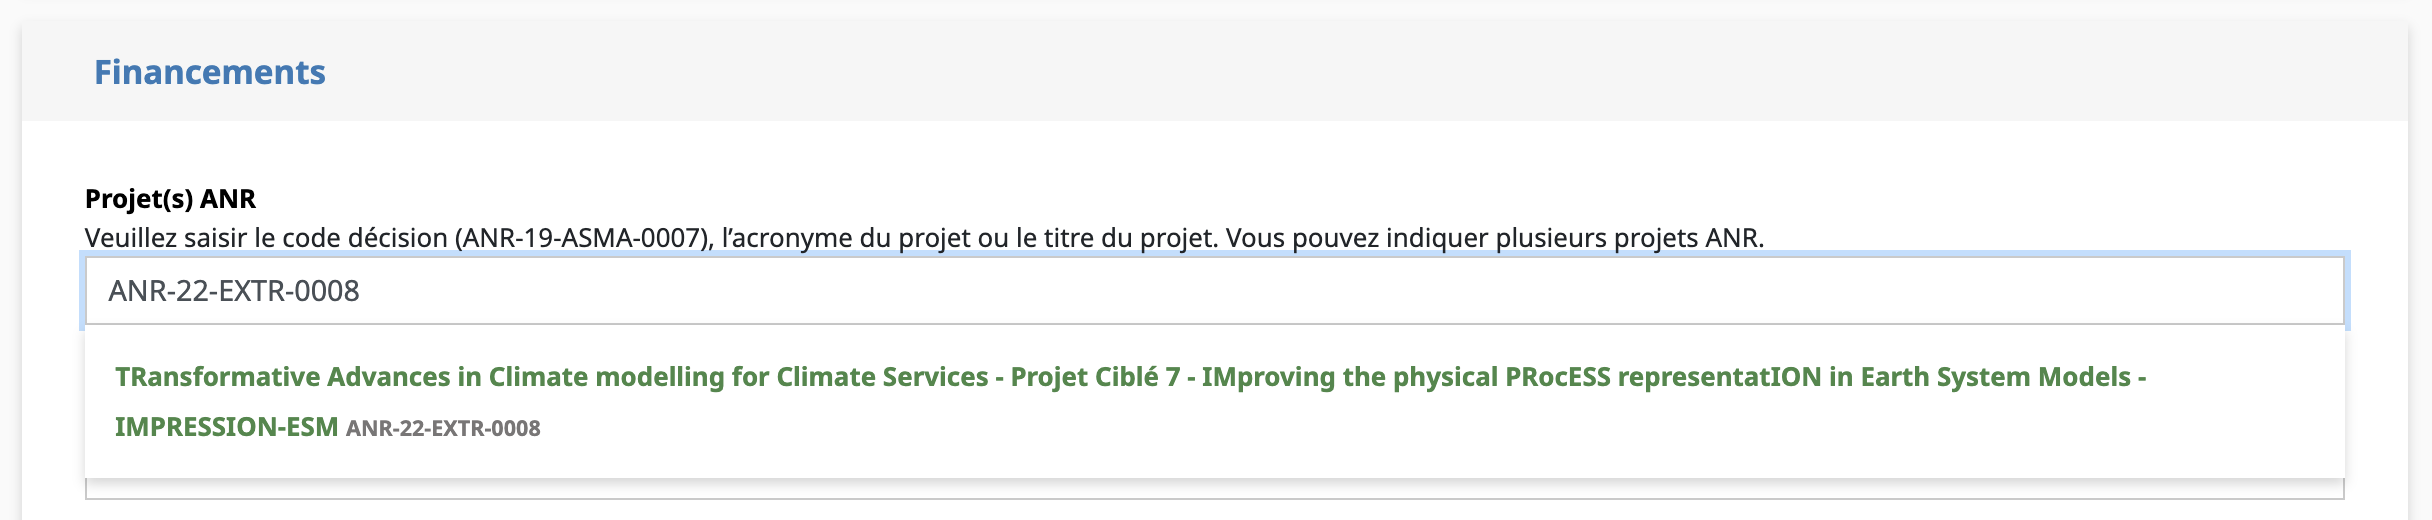 Financements
Projet(s) ANR
Veuillez saisir le code décision (ANR-19-ASMA-0007), l’acronyme du projet ou le titre du projet. Vous pouvez indiquer plusieurs projets ANR.
ANR-22-EXTR-0008
TRansformative Advances in Climate modelling for Climate Services - Projet Ciblé 7 - IMproving the physical PRocESS representatION in Earth System Models -
IMPRESSION-ESM ANR-22-EXTR-0008